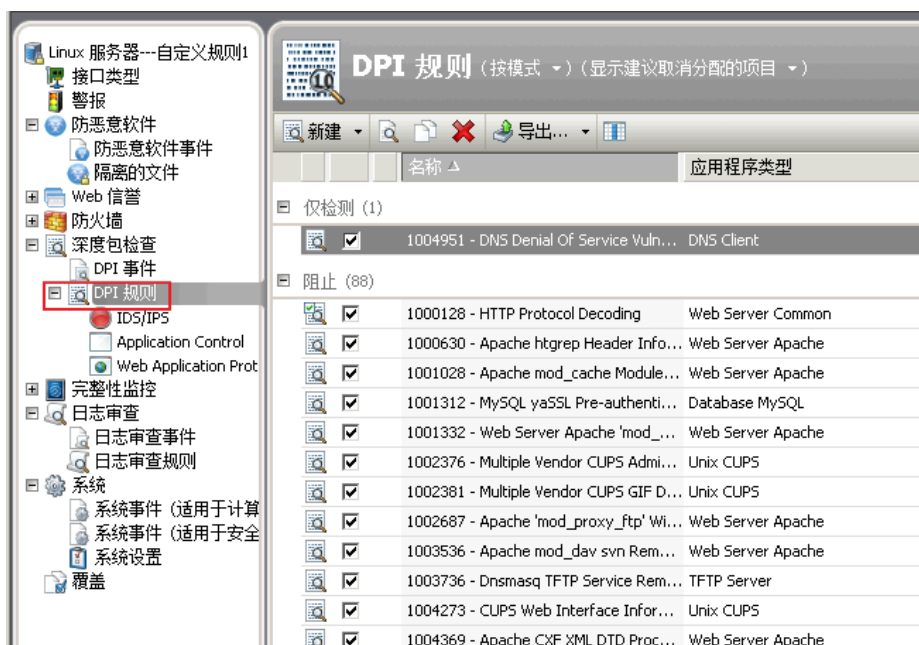 Linux 服务器---自定义规则1
接口类型
警报
防恶意软件
防恶意软件事件
隔离的文件
Web 信誉
防火墙
深度包检查
DPI 事件
DPI 规则
IDS/IPS
Application Control
Web Application Prot
完整性监控
日志审查
日志审查事件
日志审查规则
系统
系统事件（适用于计算
系统事件（适用于安全
系统设置
覆盖
DPI 规则（按模式 ）（显示建议取消分配的项目 ）
新建 导出...
名称 应用程序类型
仅检测 (1)
1004951 - DNS Denial Of Service Vuln... DNS Client
阻止 (88)
1000128 - HTTP Protocol Decoding Web Server Common
1000630 - Apache htgrep Header Info... Web Server Apache
1001028 - Apache mod_cache Module... Web Server Apache
1001312 - MySQL yaSSL Pre-authenti... Database MySQL
1001332 - Web Server Apache 'mod_... Web Server Apache
1002376 - Multiple Vendor CUPS Admi... Unix CUPS
1002381 - Multiple Vendor CUPS GIF D... Unix CUPS
1002687 - Apache 'mod_proxy_ftp' Wi... Web Server Apache
1003536 - Apache mod_dav svn Rem... Web Server Apache
1003736 - Dnsmasq TFTP Service Rem... TFTP Server
1004273 - CUPS Web Interface Infor... Unix CUPS
1004369 - Apache CXF XML DTD Proc... Web Server Apache